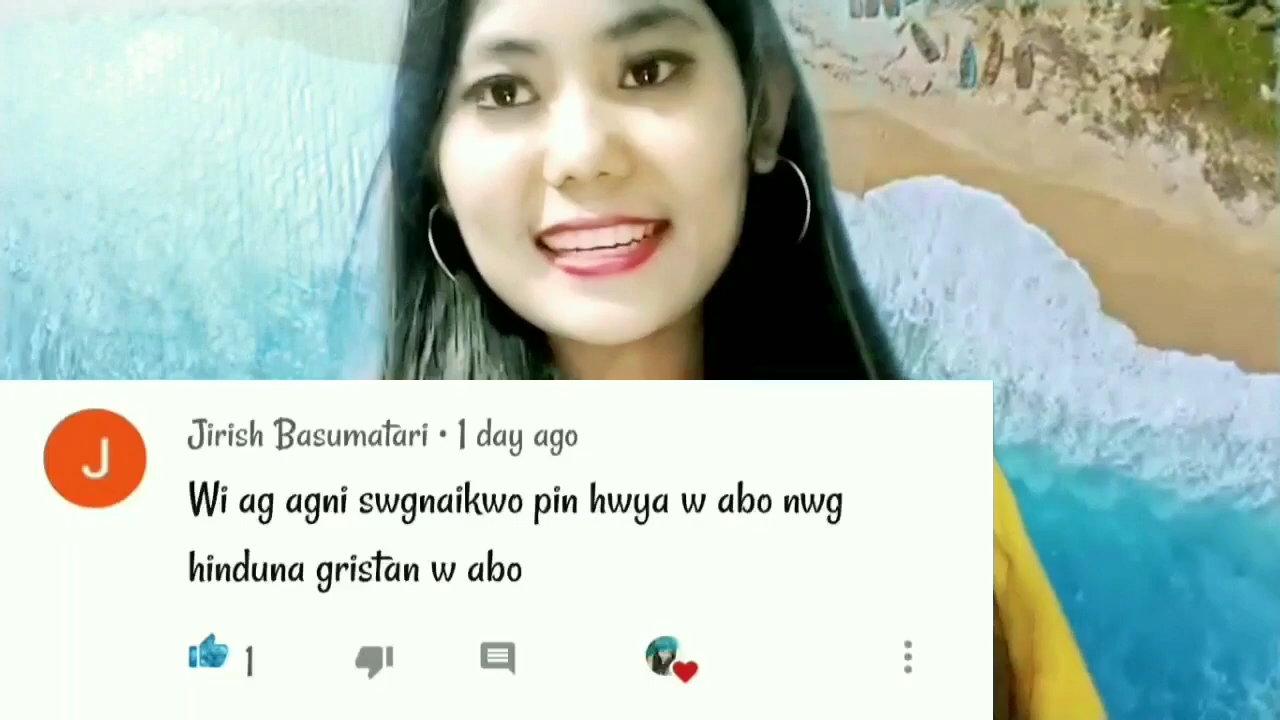 J
Jirish Basumatari • 1 day ago
Wi ag agni swgnaikwo pin hwya w abo nwg
hinduna gristan w abo
1